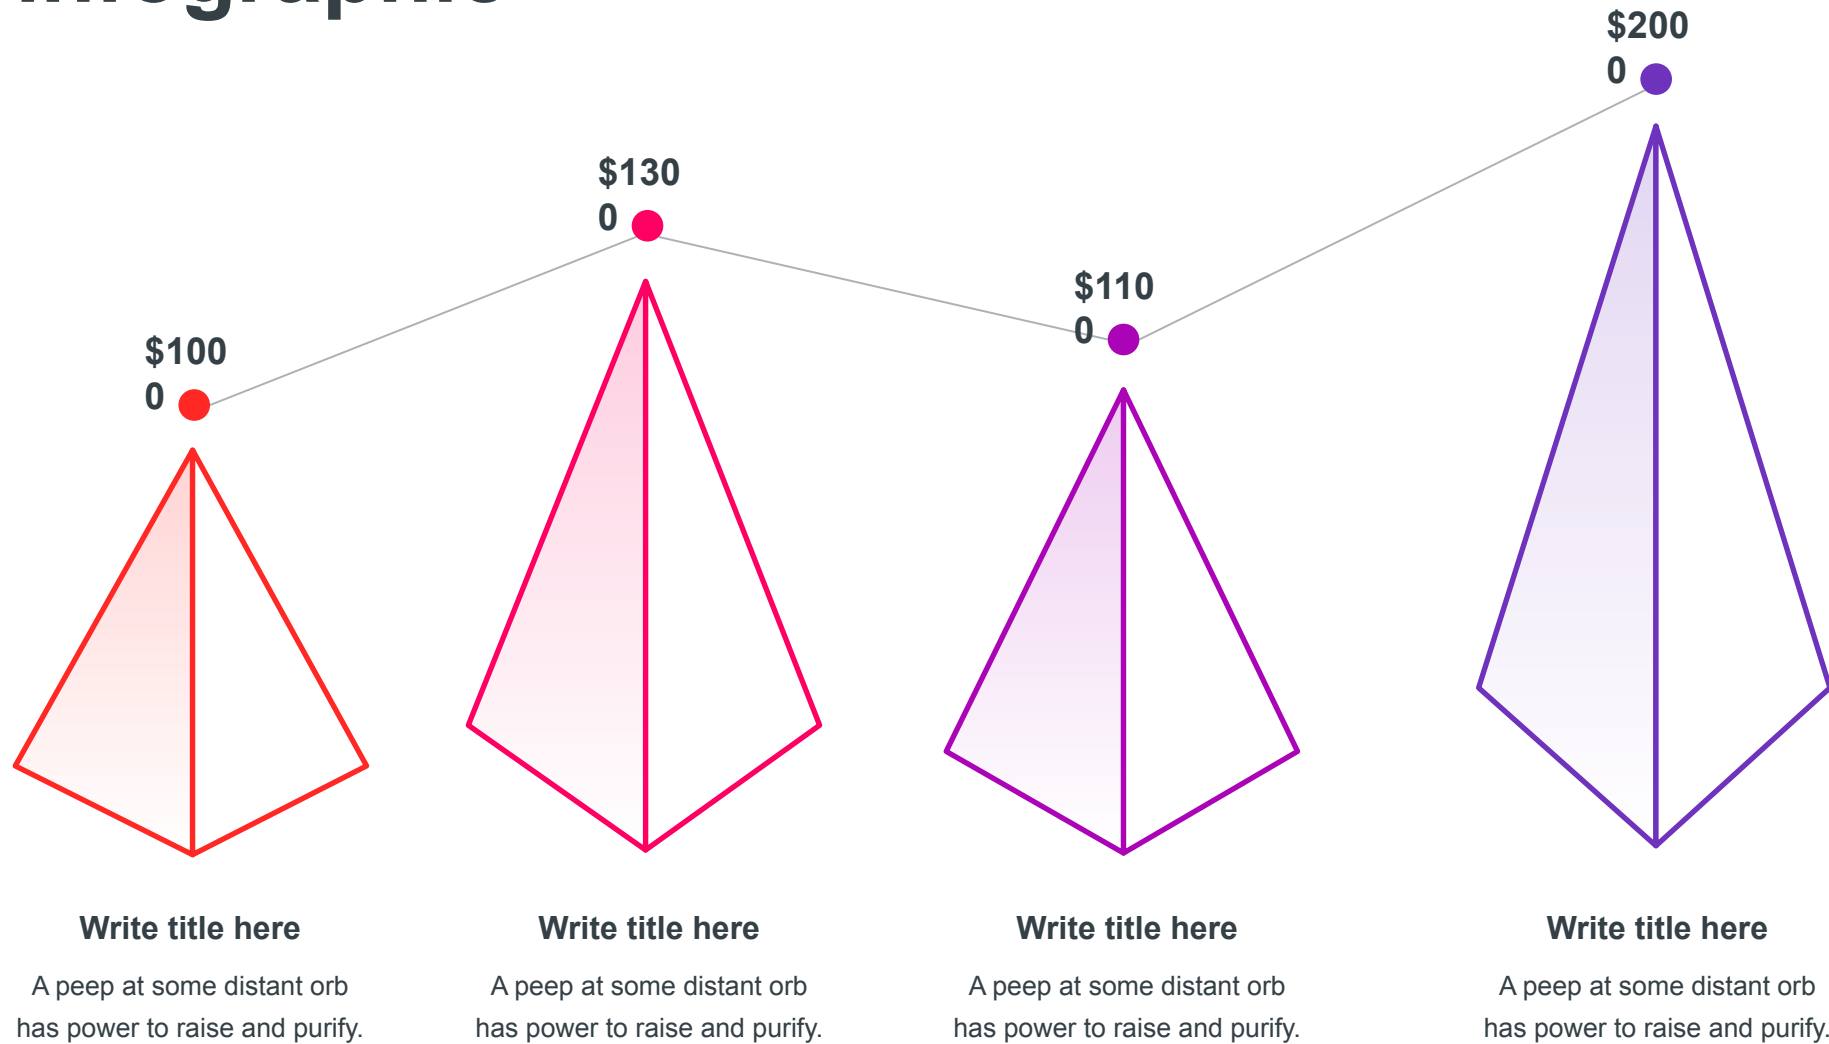 $200
0
$130
0
$110
0
$100
0
Write title here
A peep at some distant orb
has power to raise and purify.
Write title here
A peep at some distant orb
has power to raise and purify.
Write title here
A peep at some distant orb
has power to raise and purify.
Write title here
A peep at some distant orb
has power to raise and purify.